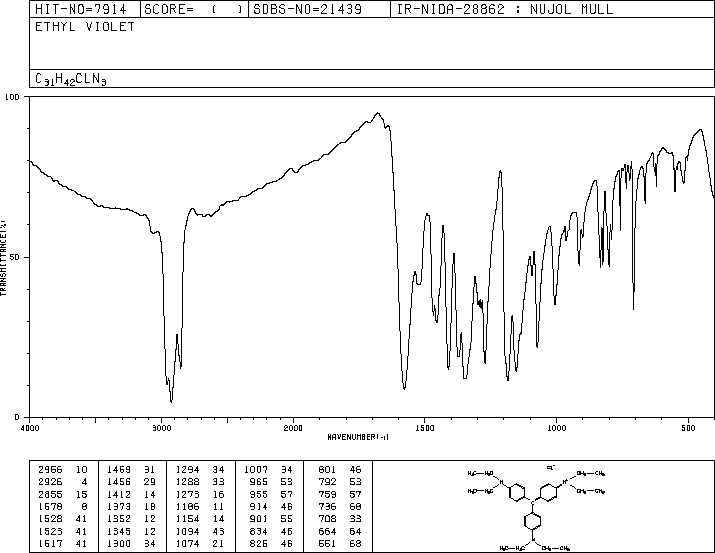 HIT-NO=7914 SCORE= ( ) SDBS-NO=21439 IR-NIDA-28862 : NUJOL MULL
ETHYL VIOLET
C31H42CLN3
100
50
0
TRANSMITTANCE(%)
4000 3000 2000 1500 1000 500
WAVENUMBER(-1)
2966 10 1469 31 1294 34 1007 34 801 46
2926 4 1456 29 1288 33 965 53 792 53
2855 15 1412 14 1273 16 955 57 759 57
1578 8 1373 18 1186 11 914 46 736 68
1528 41 1352 12 1154 14 901 55 708 33
1523 41 1345 12 1094 43 834 46 664 64
1517 41 1300 34 1074 21 826 46 551 68